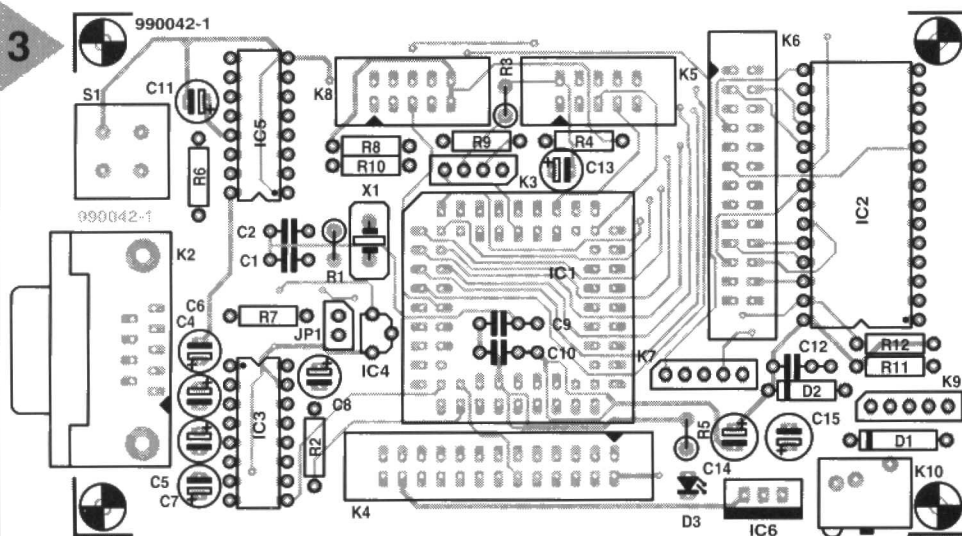 3
990042-1
S1
C11
IC5
K8
R3
K5
K6
R8
R10
R9
R4
K3
C13
R6
X1
IC2
990042-1
K2
C2
C1
R1
IC1
C6
C4
R7
JP1
IC4
C9
C10
K7
C12
R12
R11
D2
K9
IC3
C8
R2
R5
C15
D1
C5
C7
K4
C14
D3
IC6
K10